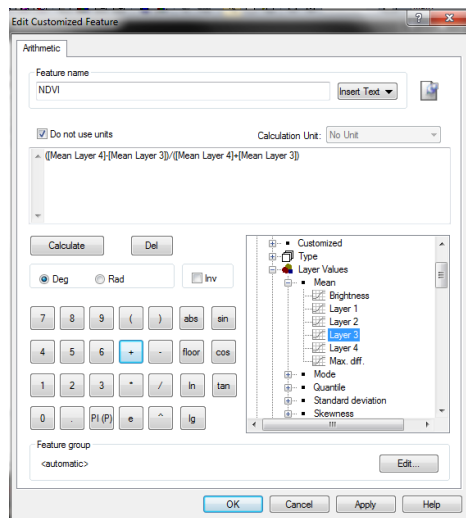 Edit Customized Feature
Arithmetic
Feature name
NDVI
Insert Text
Do not use units
Calculation Unit: No Unit
([Mean Layer 4]-[Mean Layer 3])/([Mean Layer 4]+[Mean Layer 3])
Calculate Del
Deg Rad Inv
7 8 9 ( ) abs sin
4 5 6 + - floor cos
1 2 3 * / ln tan
0 . PI (P) e ^ lg
Customized
Type
Layer Values
Mean
Brightness
Layer 1
Layer 2
Layer 3
Layer 4
Max. diff.
Mode
Quantile
Standard deviation
Skewness
Feature group
<automatic>
Edit...
OK Cancel Apply Help